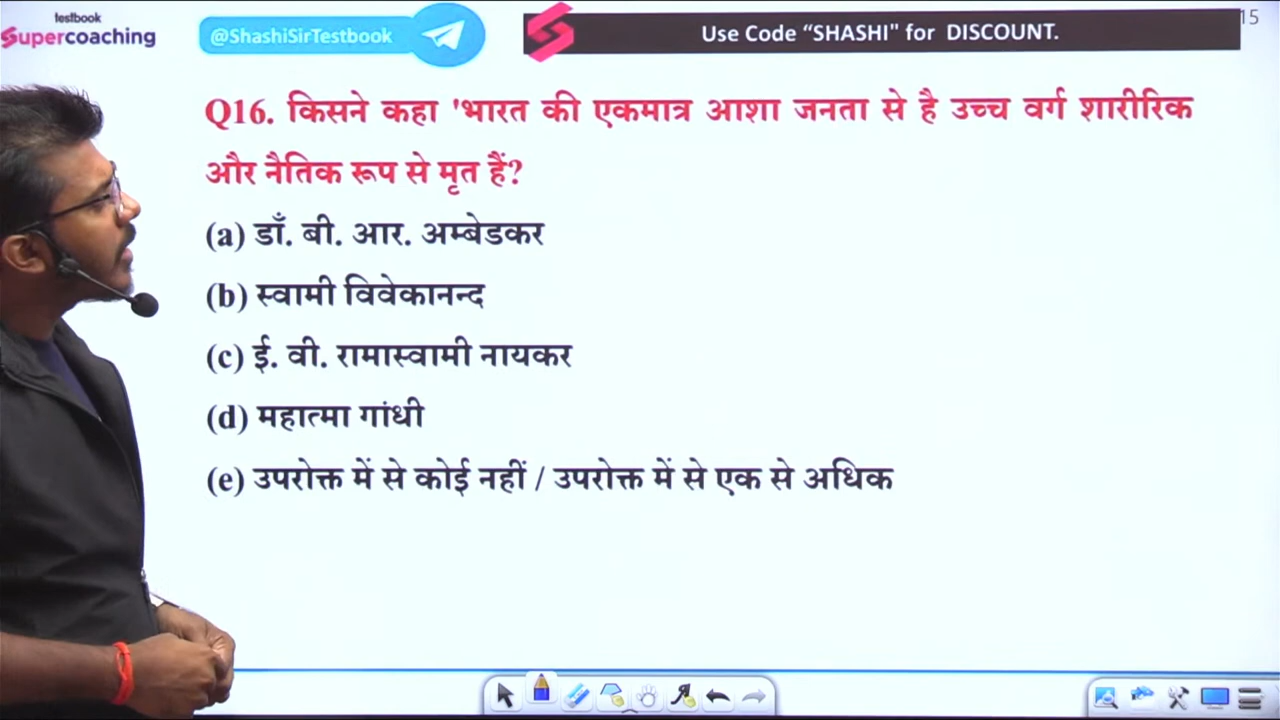 testbook
Supercoaching
@ShashiSirTestbook
Use Code “SHASHI" for DISCOUNT.
15
Q16. किसने कहा 'भारत की एकमात्र आशा जनता से है उच्च वर्ग शारीरिक
और नैतिक रूप से मृत हैं?
(a) डॉ. बी. आर. अम्बेडकर
(b) स्वामी विवेकानन्द
(c) ई. वी. रामास्वामी नायकर
(d) महात्मा गांधी
(e) उपरोक्त में से कोई नहीं / उपरोक्त में से एक से अधिक